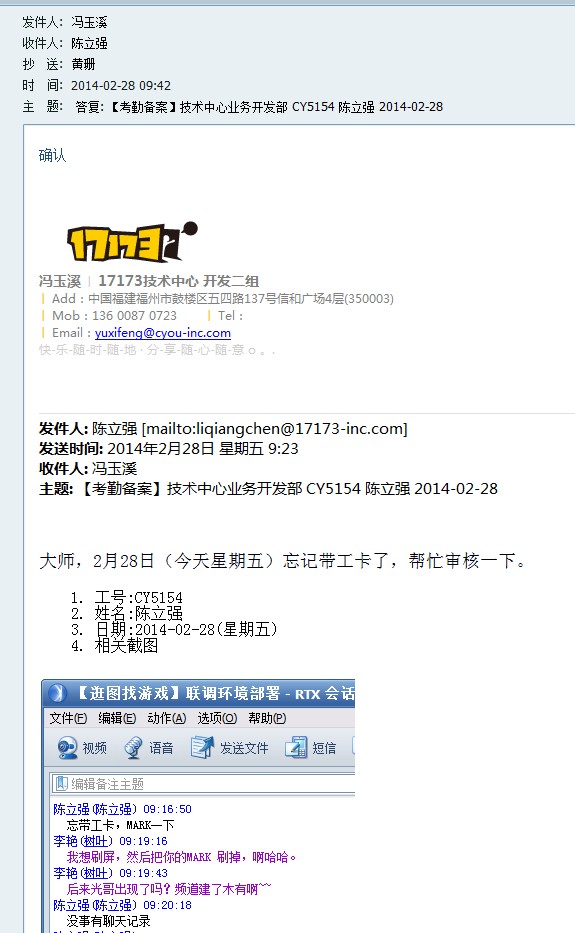 发件人: 冯玉溪
收件人: 陈立强
抄 送: 黄珊
时 间: 2014-02-28 09:42
主 题: 答复: 【考勤备案】技术中心业务开发部 CY5154 陈立强 2014-02-28
确认
17173
冯玉溪 | 17173技术中心 开发二组
| Add : 中国福建福州市鼓楼区五四路137号信和广场4层(350003)
| Mob : 136 0087 0723 | Tel :
| Email : yuxifeng@cyou-inc.com
快-乐-随-时-随-地 · 分-享-随-心-随-意 o 。.
发件人: 陈立强 [mailto:liqiangchen@17173-inc.com]
发送时间: 2014年2月28日 星期五 9:23
收件人: 冯玉溪
主题: 【考勤备案】技术中心业务开发部 CY5154 陈立强 2014-02-28
大师，2月28日（今天星期五）忘记带工卡了，帮忙审核一下。
1. 工号:CY5154
2. 姓名:陈立强
3. 日期:2014-02-28(星期五)
4. 相关截图
【逛图找游戏】联调环境部署 - RTX 会话
文件(F) 编辑(E) 动作(A) 选项(O) 帮助(P)
视频 语音 发送文件 短信
编辑备注主题
陈立强(陈立强) 09:16:50
忘带工卡，MARK一下
李艳(树叶) 09:19:16
我想刷屏，然后把你的MARK 刷掉，啊哈哈。
李艳(树叶) 09:19:43
后来光哥出现了吗？频道建了木有啊~~
陈立强(陈立强) 09:20:18
没事有聊天记录